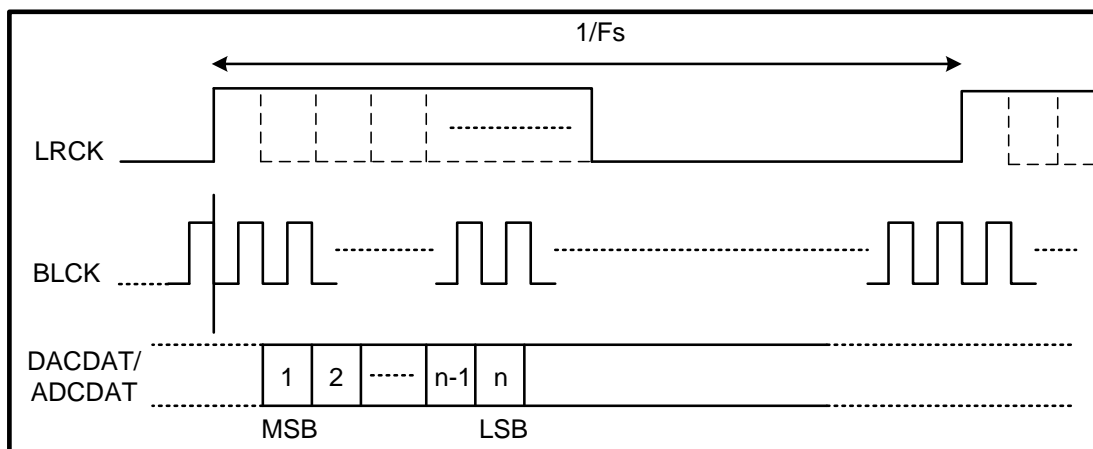 1/Fs
LRCK
BLCK
DACDAT/
ADCDAT
1 2 n-1 n
MSB LSB